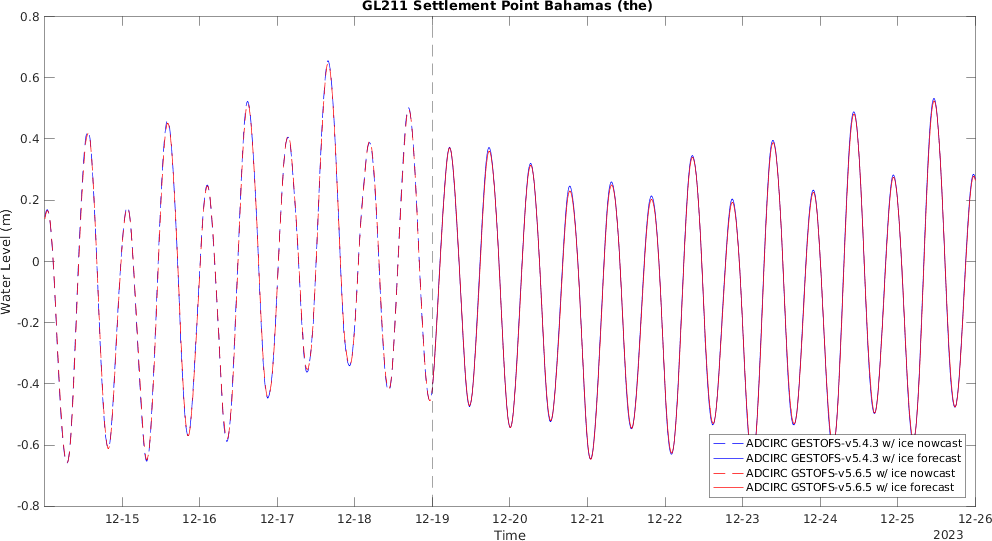 GL211 Settlement Point Bahamas (the)
0.8
0.6
0.4
0.2
0
-0.2
-0.4
-0.6
-0.8
Water Level (m)
ADCIRC GESTOFS-v5.4.3 w/ ice nowcast
ADCIRC GESTOFS-v5.4.3 w/ ice forecast
ADCIRC GSTOFS-v5.6.5 w/ ice nowcast
ADCIRC GSTOFS-v5.6.5 w/ ice forecast
12-15 12-16 12-17 12-18 12-19 12-20 12-21 12-22 12-23 12-24 12-25 12-26
Time
2023